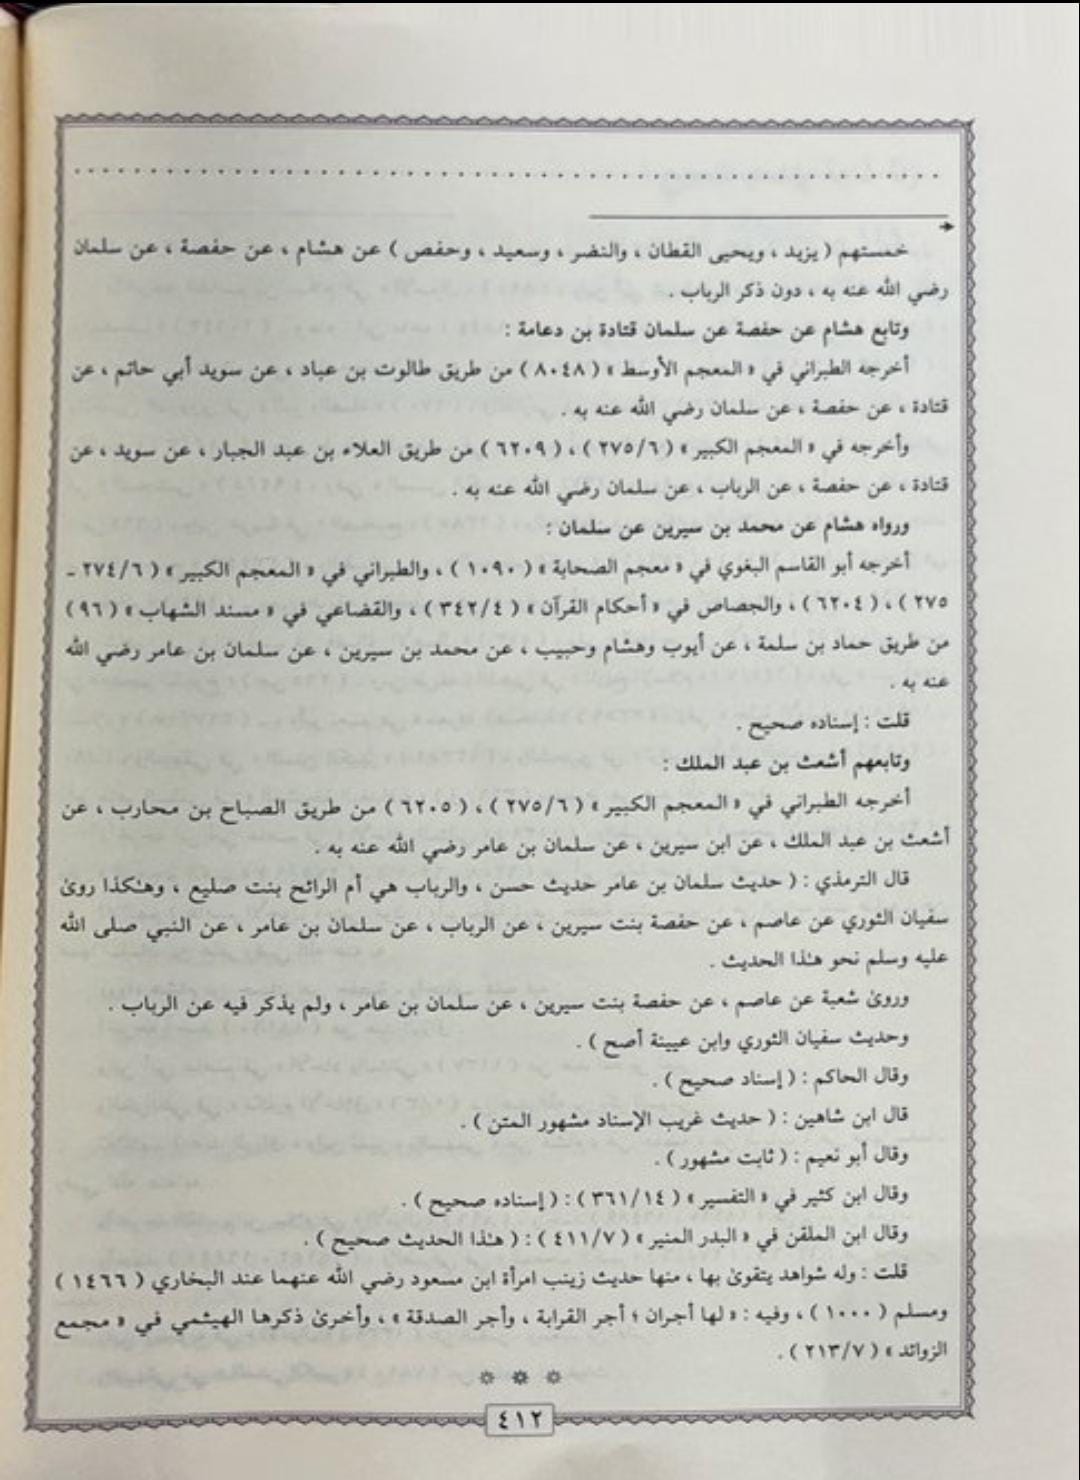 خمستهم ( يزيد ، ويحيى القطان ، والنضر ، وسعيد ، وحفص ) عن هشام ، عن حفصة ، عن سلمان
رضي الله عنه به ، دون ذكر الرباب .
وتابع هشام عن حفصة عن سلمان قتادة بن دعامة :
أخرجه الطبراني في « المعجم الأوسط » ( ٨٠٤٨ ) من طريق طالوت بن عباد ، عن سويد أبي حاتم ، عن
قتادة ، عن حفصة ، عن سلمان رضي الله عنه به .
وأخرجه في « المعجم الكبير » ( ٢٧٥/٦ ) ، ( ٦٢٠٩ ) من طريق العلاء بن عبد الجبار ، عن سويد ، عن
قتادة ، عن حفصة ، عن الرباب ، عن سلمان رضي الله عنه به .
ورواه هشام عن محمد بن سيرين عن سلمان :
أخرجه أبو القاسم البغوي في « معجم الصحابة » ( ١٠٩٠ ) ، والطبراني في « المعجم الكبير » ( ٢٧٤/٦ ـ
٢٧٥ ) ، ( ٦٢٠٤ ) ، والجصاص في « أحكام القرآن » ( ٣٤٢/٤ ) ، والقضاعي في « مسند الشهاب » ( ٩٦ )
من طريق حماد بن سلمة ، عن أيوب وهشام وحبيب ، عن محمد بن سيرين ، عن سلمان بن عامر رضي الله
عنه به .
قلت : إسناده صحيح .
وتابعهم أشعث بن عبد الملك :
أخرجه الطبراني في « المعجم الكبير » ( ٢٧٥/٦ ) ، ( ٦٢٠٥ ) من طريق الصباح بن محارب ، عن
أشعث بن عبد الملك ، عن ابن سيرين ، عن سلمان بن عامر رضي الله عنه به .
قال الترمذي : ( حديث سلمان بن عامر حديث حسن ، والرباب هي أم الرائح بنت صليع ، وهٰكذا روىٰ
سفيان الثوري عن عاصم ، عن حفصة بنت سيرين ، عن الرباب ، عن سلمان بن عامر ، عن النبي صلى الله
عليه وسلم نحو هٰذا الحديث .
وروىٰ شعبة عن عاصم ، عن حفصة بنت سيرين ، عن سلمان بن عامر ، ولم يذكر فيه عن الرباب .
وحديث سفيان الثوري وابن عيينة أصح ) .
وقال الحاكم : ( إسناد صحيح ) .
قال ابن شاهين : ( حديث غريب الإسناد مشهور المتن ) .
وقال أبو نعيم : ( ثابت مشهور ) .
وقال ابن كثير في « التفسير » ( ٣٦١/١٤ ) : ( إسناده صحيح ) .
وقال ابن الملقن في « البدر المنير » ( ٤١١/٧ ) : ( هٰذا الحديث صحيح ) .
قلت : وله شواهد يتقوىٰ بها ، منها حديث زينب امرأة ابن مسعود رضي الله عنهما عند البخاري ( ١٤٦٦ )
ومسلم ( ١٠٠٠ ) ، وفيه : « لها أجران ؛ أجر القرابة ، وأجر الصدقة » ، وأخرىٰ ذكرها الهيثمي في « مجمع
الزوائد » ( ٢١٣/٧ ) .
٤١٢